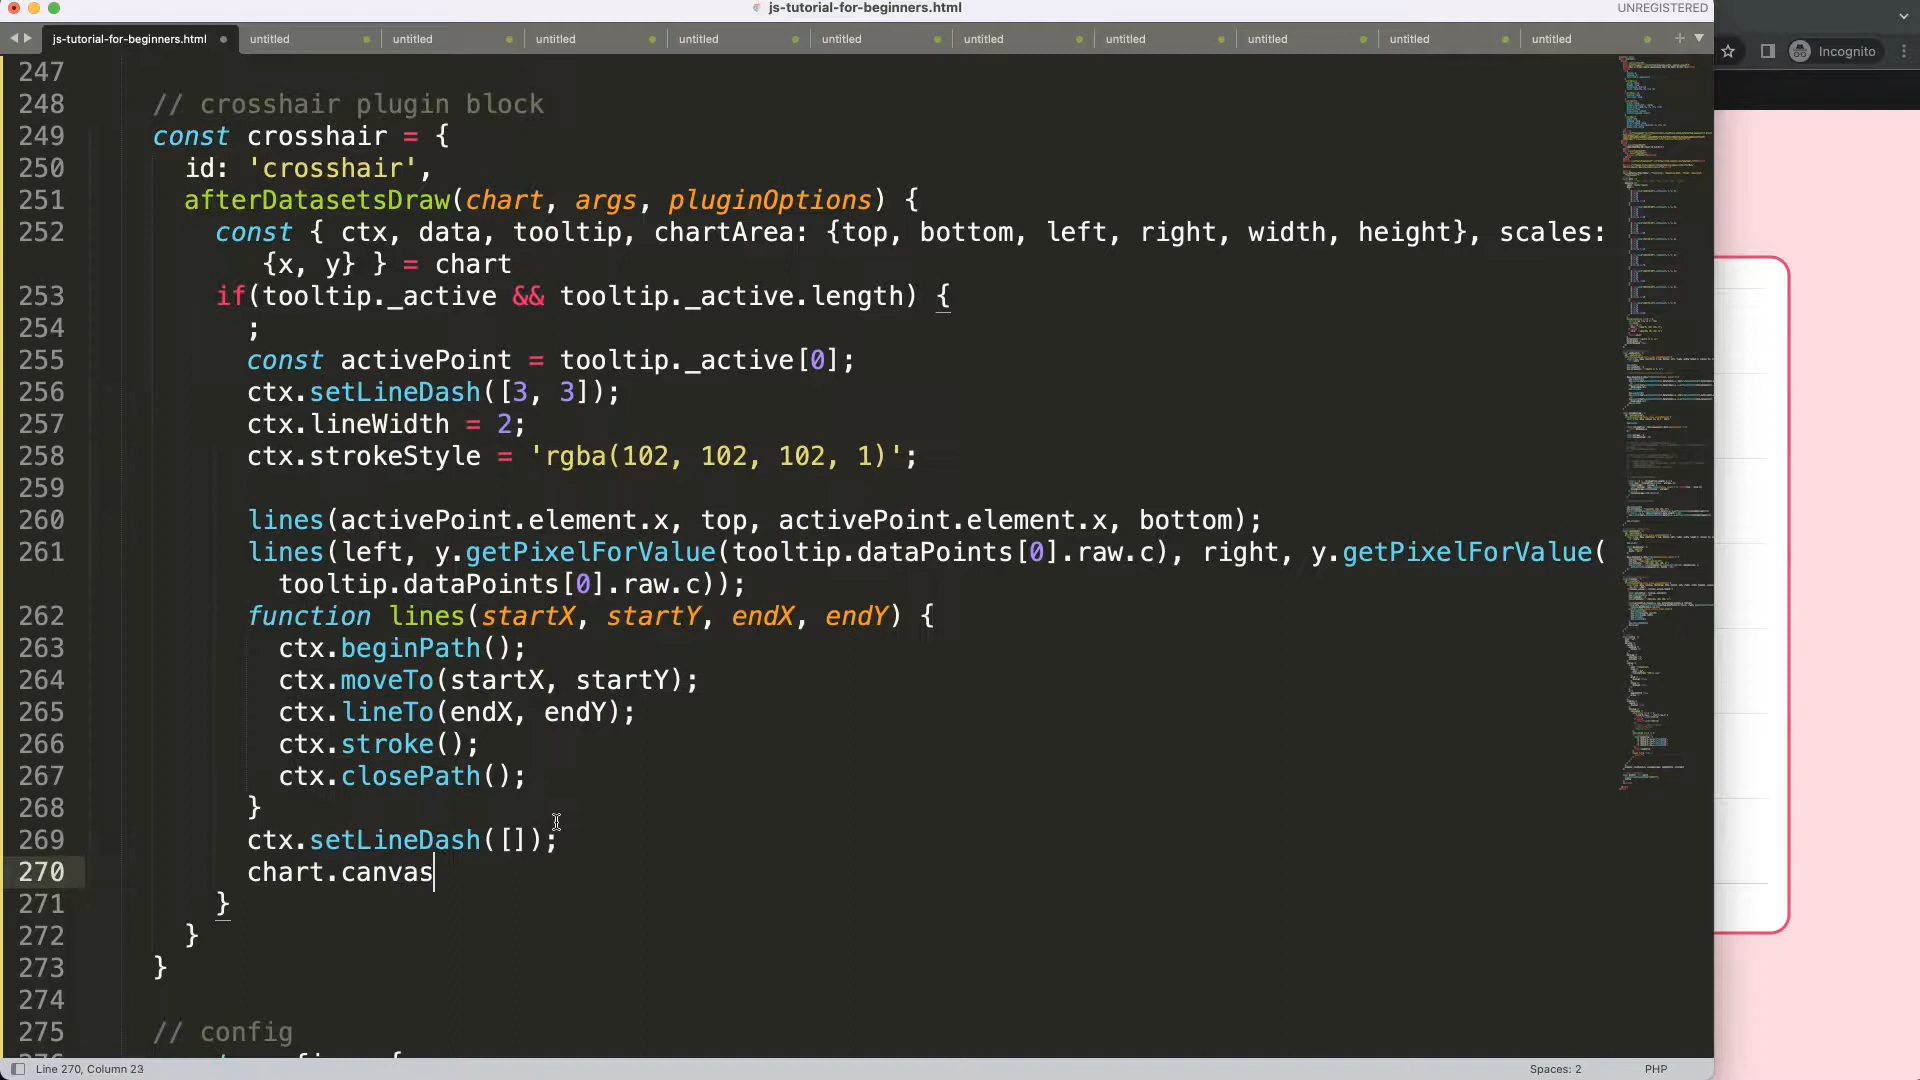 js-tutorial-for-beginners.html
UNREGISTERED
js-tutorial-for-beginners.html untitled untitled untitled untitled untitled untitled untitled untitled untitled
Incognito
247
248 // crosshair plugin block
249 const crosshair = {
250 id: 'crosshair',
251 afterDatasetsDraw(chart, args, pluginOptions) {
252 const { ctx, data, tooltip, chartArea: {top, bottom, left, right, width, height}, scales:
{x, y} } = chart
253 if(tooltip._active && tooltip._active.length) {
254 ;
255 const activePoint = tooltip._active[0];
256 ctx.setLineDash([3, 3]);
257 ctx.lineWidth = 2;
258 ctx.strokeStyle = 'rgba(102, 102, 102, 1)';
259
260 lines(activePoint.element.x, top, activePoint.element.x, bottom);
261 lines(left, y.getPixelForValue(tooltip.dataPoints[0].raw.c), right, y.getPixelForValue(
tooltip.dataPoints[0].raw.c));
262 function lines(startX, startY, endX, endY) {
263 ctx.beginPath();
264 ctx.moveTo(startX, startY);
265 ctx.lineTo(endX, endY);
266 ctx.stroke();
267 ctx.closePath();
268 }
269 ctx.setLineDash([]);
270 chart.canvas
271 }
272 }
273 }
274
275 // config
Line 270, Column 23
Spaces: 2
PHP